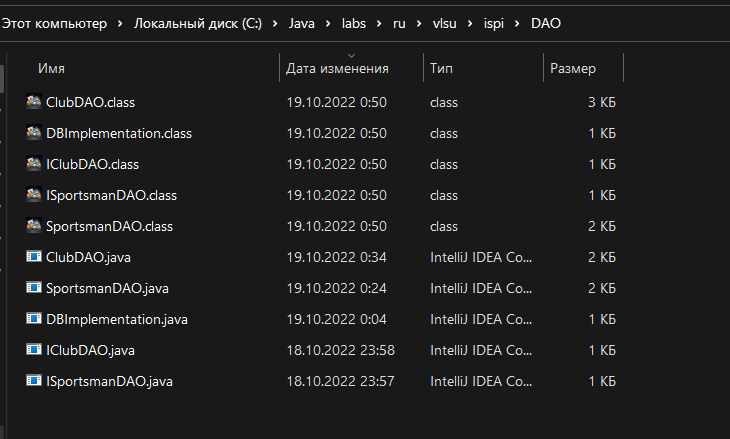 Этот компьютер › Локальный диск (C:) › Java › labs › ru › vlsu › ispi › DAO
Имя Дата изменения Тип Размер
ClubDAO.class 19.10.2022 0:50 class 3 КБ
DBImplementation.class 19.10.2022 0:50 class 1 КБ
IClubDAO.class 19.10.2022 0:50 class 1 КБ
ISportsmanDAO.class 19.10.2022 0:50 class 1 КБ
SportsmanDAO.class 19.10.2022 0:50 class 2 КБ
ClubDAO.java 19.10.2022 0:34 IntelliJ IDEA Co... 2 КБ
SportsmanDAO.java 19.10.2022 0:24 IntelliJ IDEA Co... 2 КБ
DBImplementation.java 19.10.2022 0:04 IntelliJ IDEA Co... 1 КБ
IClubDAO.java 18.10.2022 23:58 IntelliJ IDEA Co... 1 КБ
ISportsmanDAO.java 18.10.2022 23:57 IntelliJ IDEA Co... 1 КБ